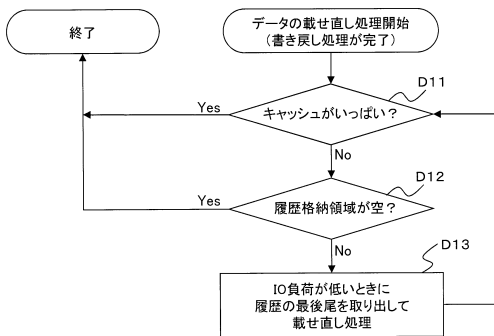 終了
データの載せ直し処理開始
(書き戻し処理が完了)
D11
キャッシュがいっぱい?
Yes
No
D12
履歴格納領域が空?
Yes
No
D13
IO負荷が低いときに
履歴の最後尾を取り出して
載せ直し処理